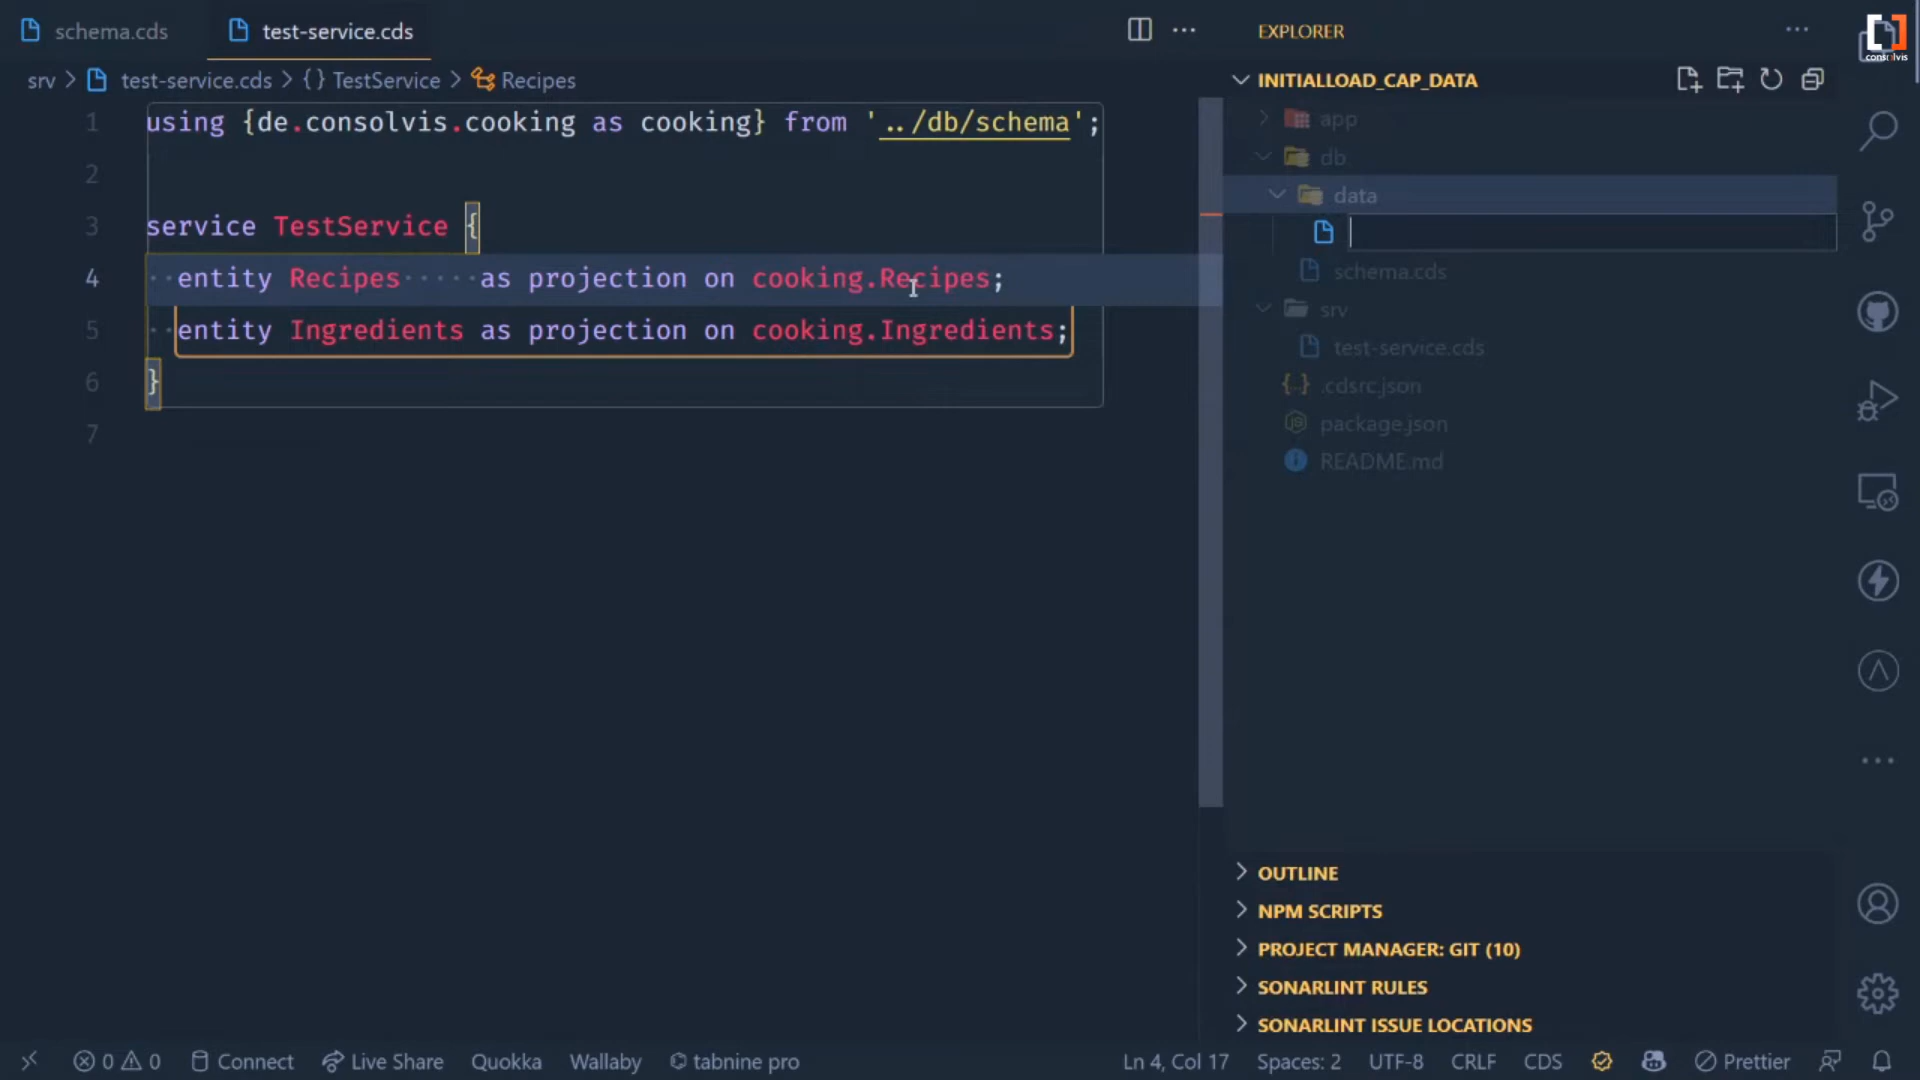 schema.cds
test-service.cds
srv > test-service.cds > {} TestService > Recipes
1 using {de.consolvis.cooking as cooking} from '../db/schema';
2
3 service TestService {
4 ··entity Recipes·····as projection on cooking.Recipes;
5 ··entity Ingredients as projection on cooking.Ingredients;
6 }
7
EXPLORER
INITIALLOAD_CAP_DATA
app
db
data
schema.cds
srv
test-service.cds
{..} .cdsrc.json
package.json
README.md
OUTLINE
NPM SCRIPTS
PROJECT MANAGER: GIT (10)
SONARLINT RULES
SONARLINT ISSUE LOCATIONS
consolvis
0 0 Connect Live Share Quokka Wallaby tabnine pro Ln 4, Col 17 Spaces: 2 UTF-8 CRLF CDS Prettier